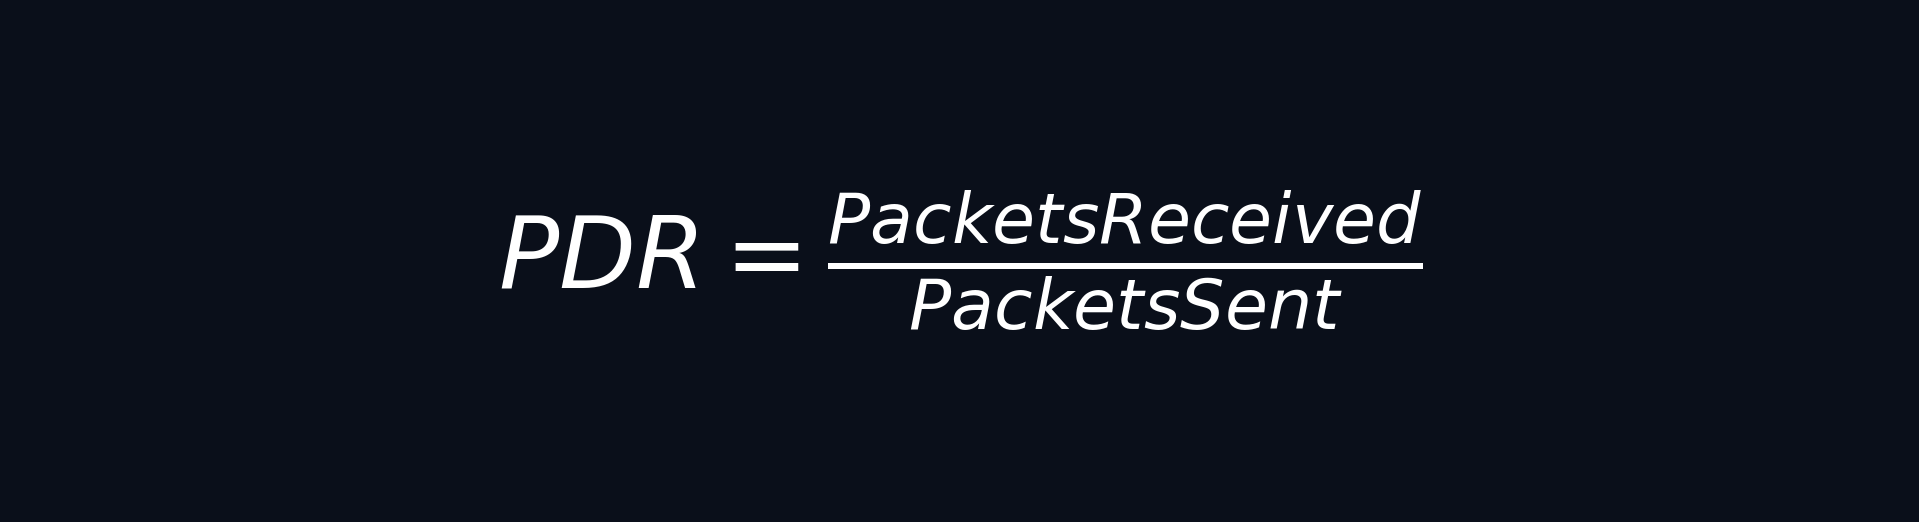 PDR = PacketsReceived / PacketsSent